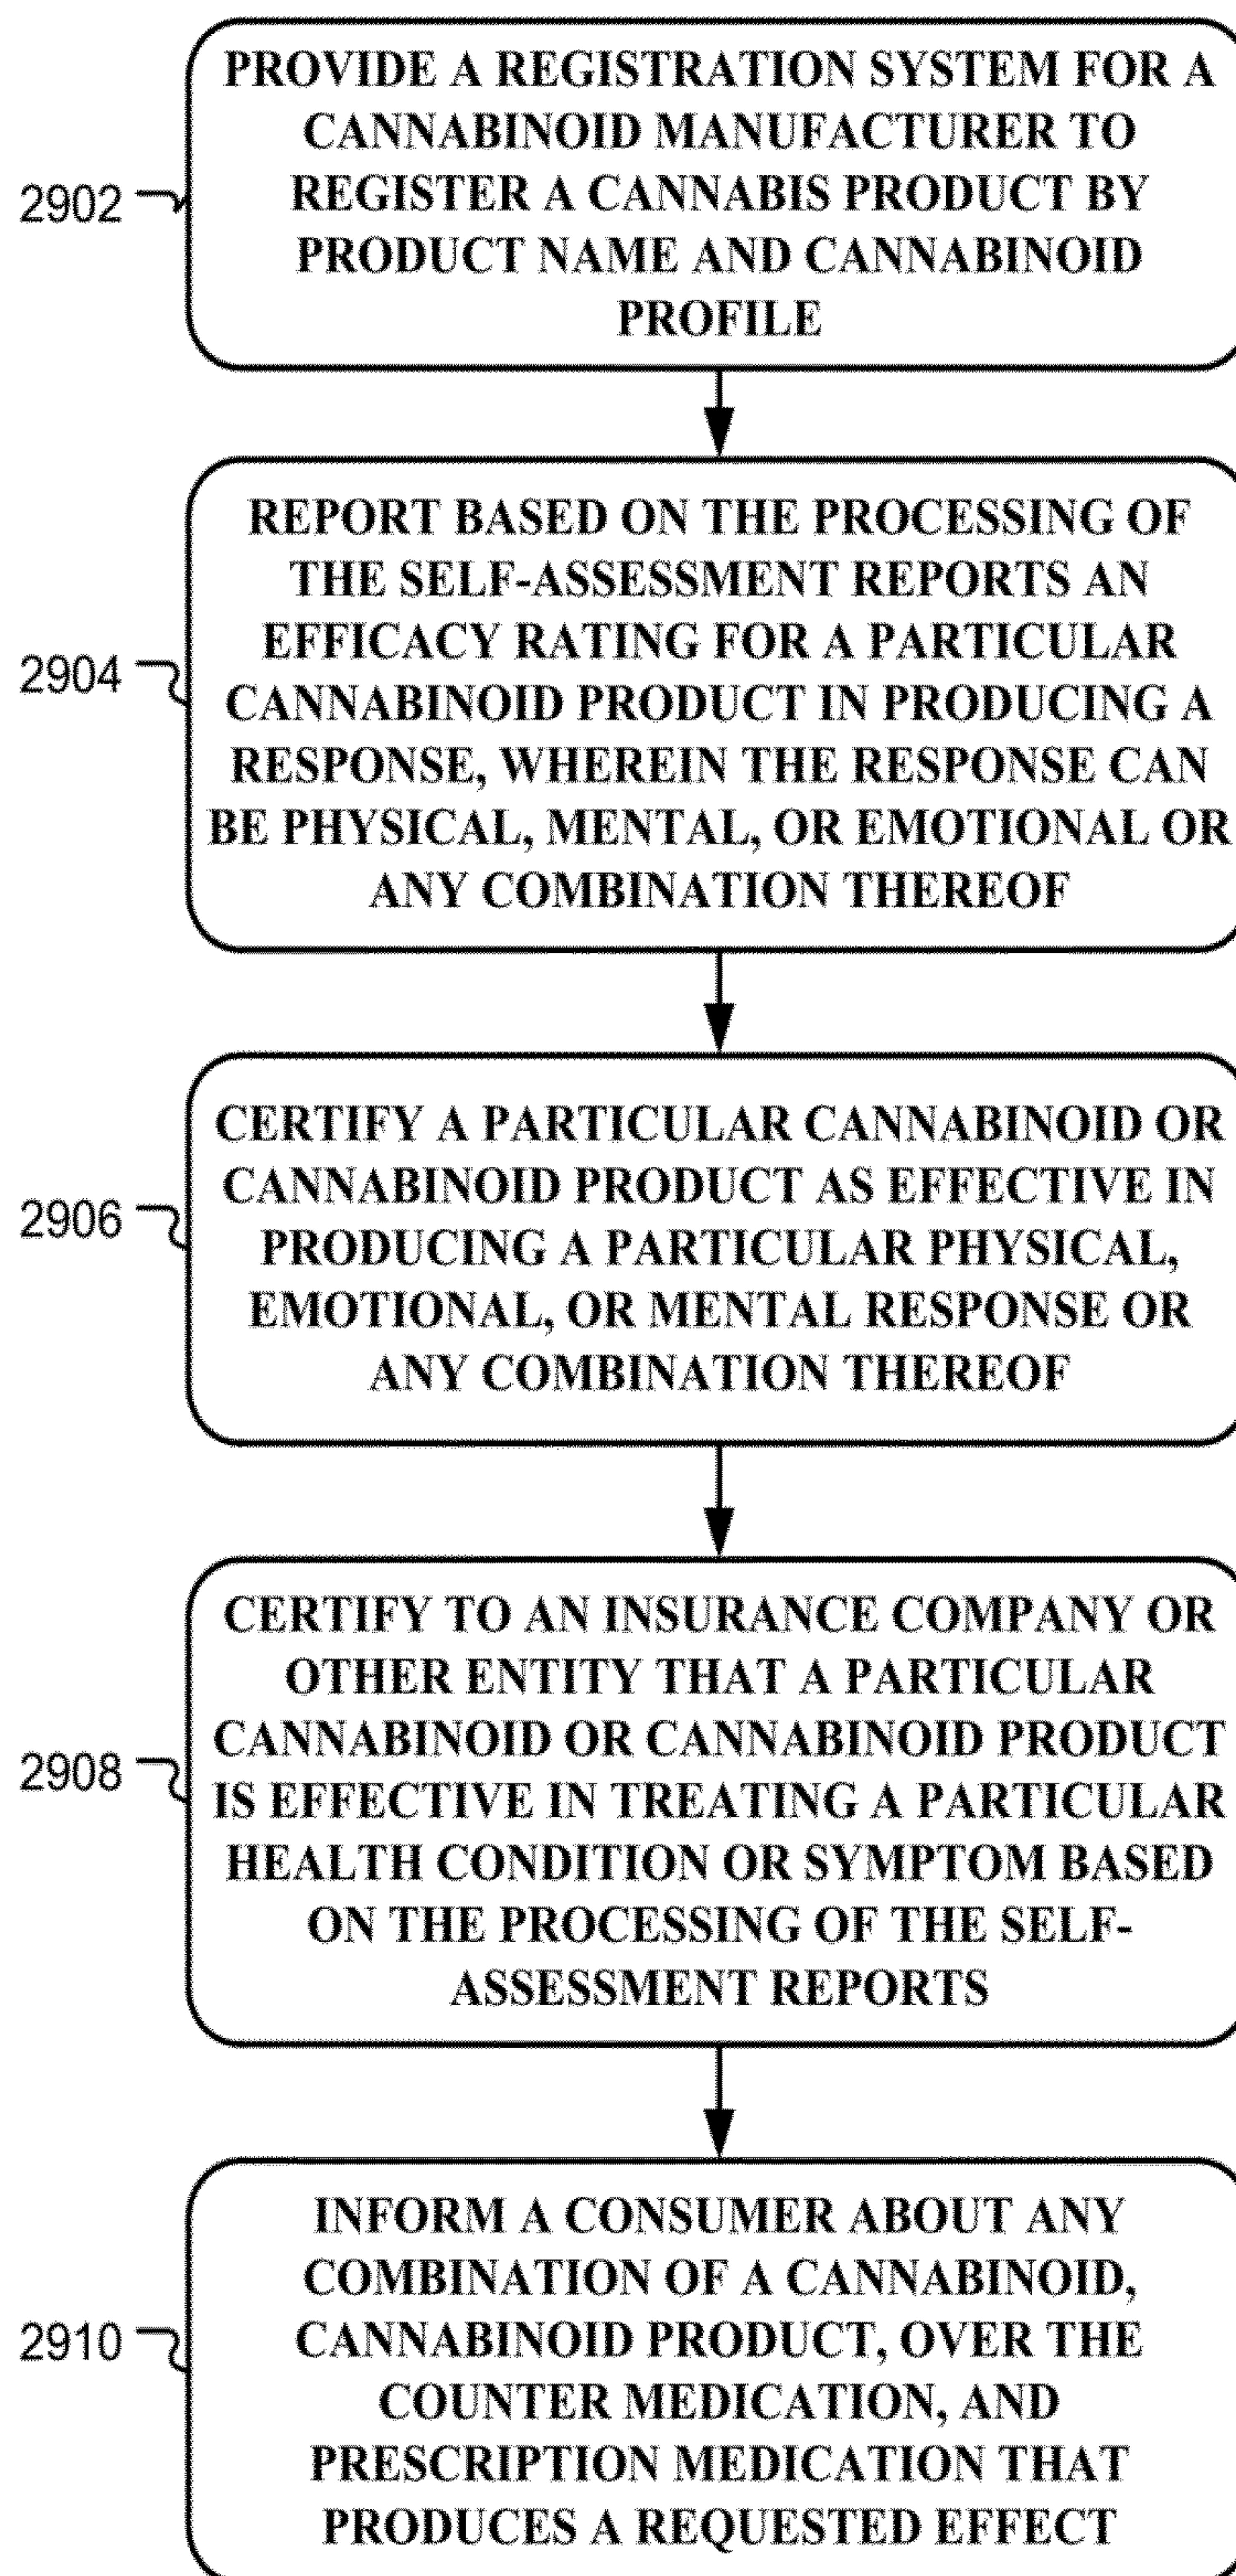 PROVIDE A REGISTRATION SYSTEM FOR A
CANNABINOID MANUFACTURER TO
REGISTER A CANNABIS PRODUCT BY
PRODUCT NAME AND CANNABINOID
PROFILE
2902
REPORT BASED ON THE PROCESSING OF
THE SELF-ASSESSMENT REPORTS AN
EFFICACY RATING FOR A PARTICULAR
CANNABINOID PRODUCT IN PRODUCING A
RESPONSE, WHEREIN THE RESPONSE CAN
BE PHYSICAL, MENTAL, OR EMOTIONAL OR
ANY COMBINATION THEREOF
2904
CERTIFY A PARTICULAR CANNABINOID OR
CANNABINOID PRODUCT AS EFFECTIVE IN
PRODUCING A PARTICULAR PHYSICAL,
EMOTIONAL, OR MENTAL RESPONSE OR
ANY COMBINATION THEREOF
2906
CERTIFY TO AN INSURANCE COMPANY OR
OTHER ENTITY THAT A PARTICULAR
CANNABINOID OR CANNABINOID PRODUCT
IS EFFECTIVE IN TREATING A PARTICULAR
HEALTH CONDITION OR SYMPTOM BASED
ON THE PROCESSING OF THE SELF-
ASSESSMENT REPORTS
2908
INFORM A CONSUMER ABOUT ANY
COMBINATION OF A CANNABINOID,
CANNABINOID PRODUCT, OVER THE
COUNTER MEDICATION, AND
PRESCRIPTION MEDICATION THAT
PRODUCES A REQUESTED EFFECT
2910